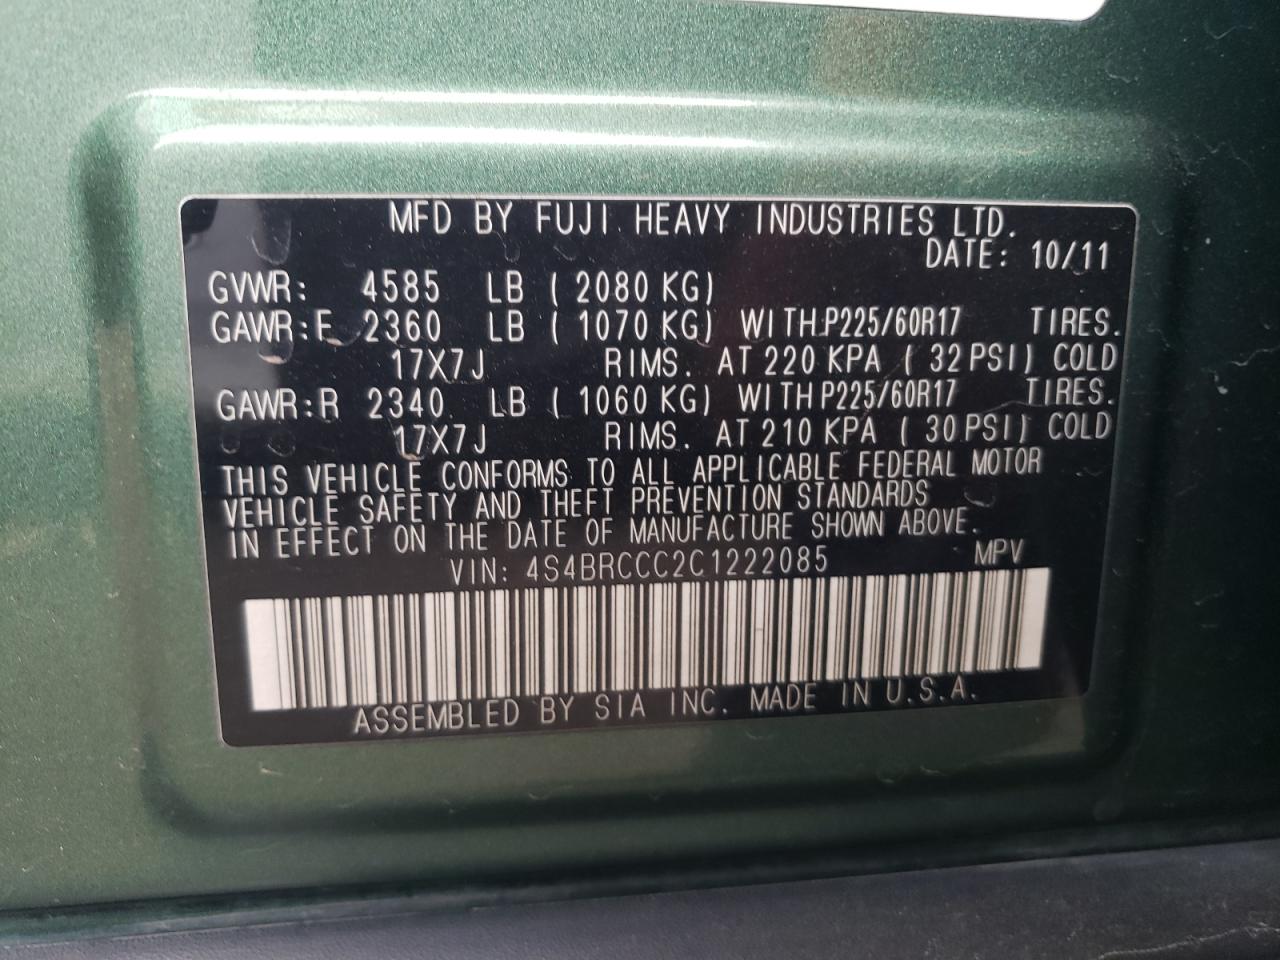 MFD BY FUJI HEAVY INDUSTRIES LTD.
DATE: 10/11
GVWR: 4585 LB ( 2080 KG)
GAWR:F 2360 LB ( 1070 KG) WITH P225/60R17 TIRES.
17X7J RIMS. AT 220 KPA ( 32 PSI) COLD
GAWR:R 2340 LB ( 1060 KG) WITH P225/60R17 TIRES.
17X7J RIMS. AT 210 KPA ( 30 PSI) COLD
THIS VEHICLE CONFORMS TO ALL APPLICABLE FEDERAL MOTOR
VEHICLE SAFETY AND THEFT PREVENTION STANDARDS
IN EFFECT ON THE DATE OF MANUFACTURE SHOWN ABOVE.
VIN: 4S4BRCCC2C1222085 MPV
ASSEMBLED BY SIA INC. MADE IN U.S.A.